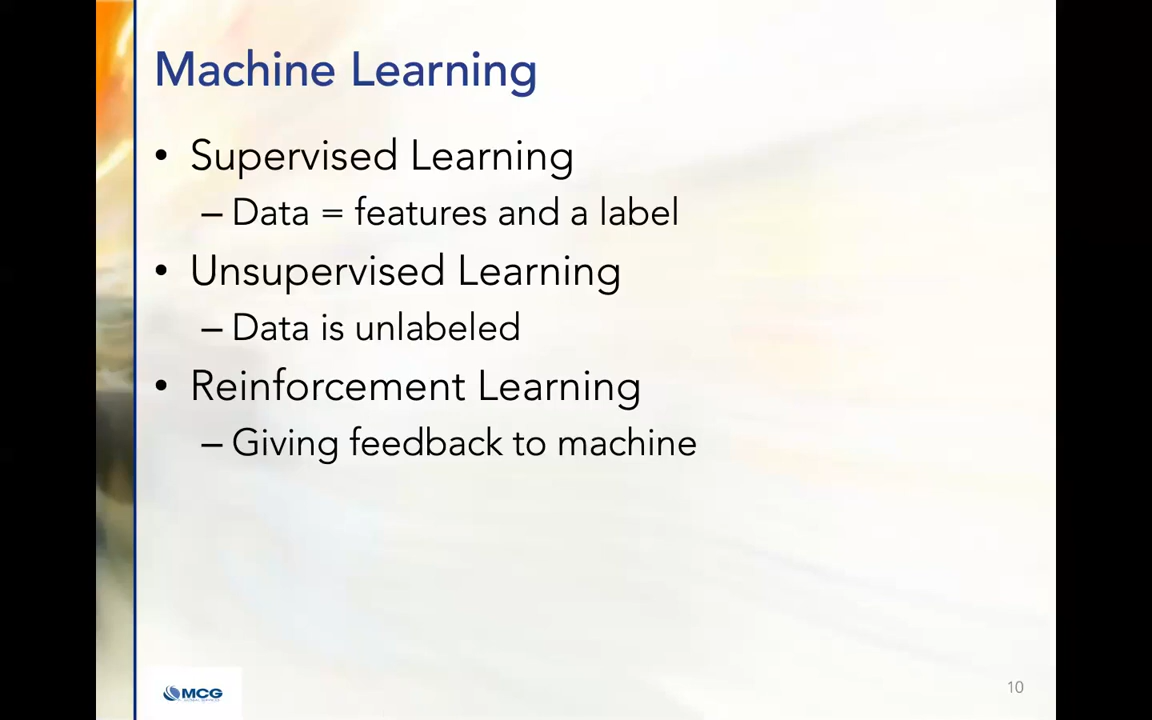 Machine Learning
• Supervised Learning
– Data = features and a label
• Unsupervised Learning
– Data is unlabeled
• Reinforcement Learning
– Giving feedback to machine
MCG
10